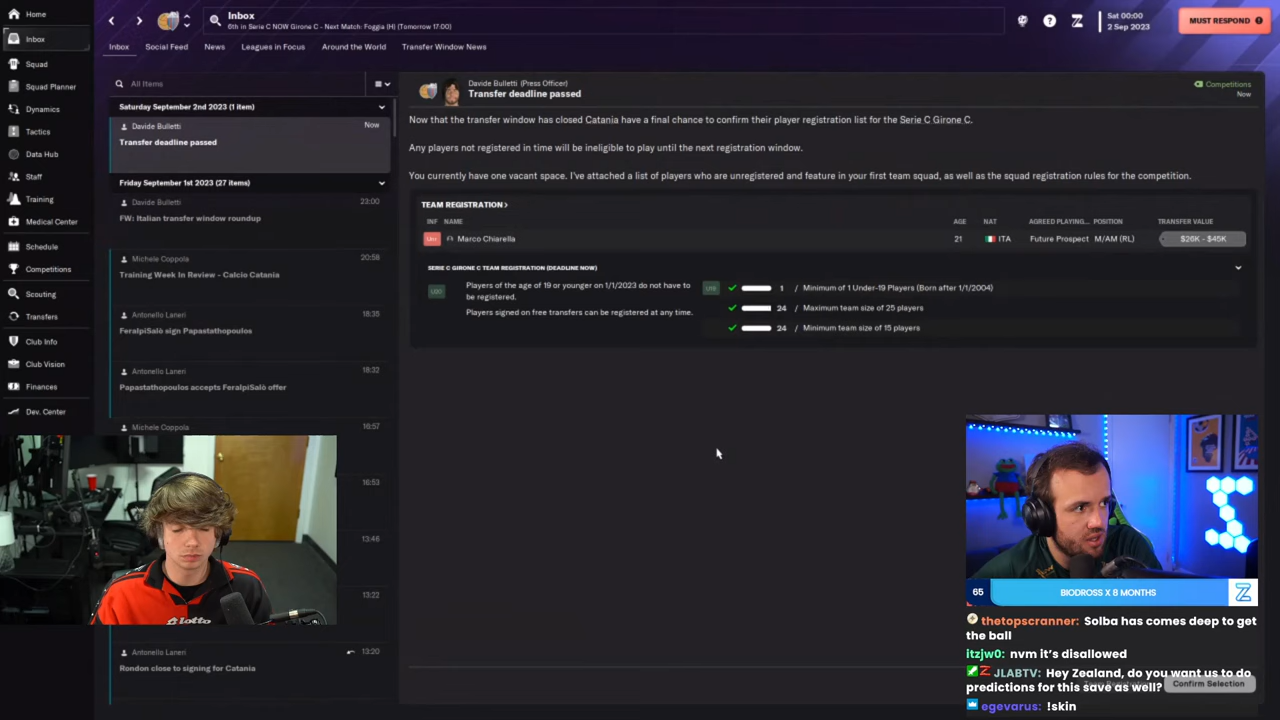 Home
Inbox
Squad
Squad Planner
Dynamics
Tactics
Data Hub
Staff
Training
Medical Center
Schedule
Competitions
Scouting
Transfers
Club Info
Club Vision
Finances
Dev. Center
Inbox
6th in Serie C NOW Girone C - Next Match: Foggia (H) (Tomorrow 17:00)
Sat 00:00
2 Sep 2023
MUST RESPOND
Inbox Social Feed News Leagues in Focus Around the World Transfer Window News
All Items
Saturday September 2nd 2023 (1 item)
Davide Bulletti Now
Transfer deadline passed
Friday September 1st 2023 (27 items)
Davide Bulletti 23:00
FW: Italian transfer window roundup
Michele Coppola 20:58
Training Week In Review - Calcio Catania
Antonello Laneri 18:35
FeralpiSalò sign Papastathopoulos
Antonello Laneri 18:32
Papastathopoulos accepts FeralpiSalò offer
Michele Coppola 16:57
16:53
13:46
13:22
Antonello Laneri 13:20
Rondon close to signing for Catania
Davide Bulletti (Press Officer)
Transfer deadline passed
Competitions
Now
Now that the transfer window has closed Catania have a final chance to confirm their player registration list for the Serie C Girone C.
Any players not registered in time will be ineligible to play until the next registration window.
You currently have one vacant space. I've attached a list of players who are unregistered and feature in your first team squad, as well as the squad registration rules for the competition.
TEAM REGISTRATION >
INF NAME AGE NAT AGREED PLAYING... POSITION TRANSFER VALUE
Unr Marco Chiarella 21 ITA Future Prospect M/AM (RL) $26K - $45K
SERIE C GIRONE C TEAM REGISTRATION (DEADLINE NOW)
U20 Players of the age of 19 or younger on 1/1/2023 do not have to
be registered.
Players signed on free transfers can be registered at any time.
U19 1 / Minimum of 1 Under-19 Players (Born after 1/1/2004)
24 / Maximum team size of 25 players
24 / Minimum team size of 15 players
Confirm Selection
lotto
65 BIODROSS X 8 MONTHS Z
thetopscranner: Solba has comes deep to get
the ball
itzjw0: nvm it's disallowed
JLABTV: Hey Zealand, do you want us to do
predictions for this save as well?
egevarus: !skin